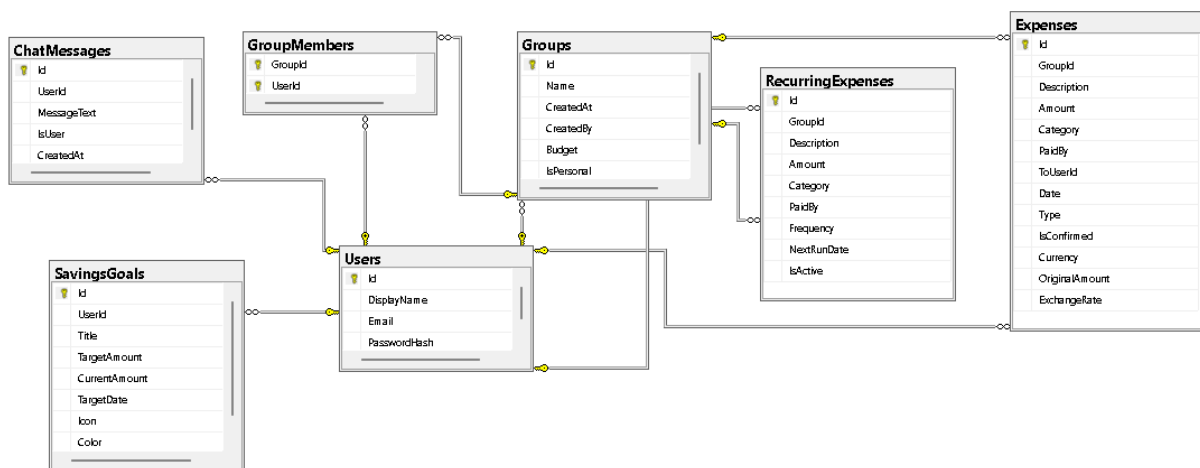 ChatMessages
Id
UserId
MessageText
IsUser
CreatedAt
GroupMembers
GroupId
UserId
Groups
Id
Name
CreatedAt
CreatedBy
Budget
IsPersonal
RecurringExpenses
Id
GroupId
Description
Amount
Category
PaidBy
Frequency
NextRunDate
IsActive
Expenses
Id
GroupId
Description
Amount
Category
PaidBy
ToUserId
Date
Type
IsConfirmed
Currency
OriginalAmount
ExchangeRate
SavingsGoals
Id
UserId
Title
TargetAmount
CurrentAmount
TargetDate
Icon
Color
Users
Id
DisplayName
Email
PasswordHash